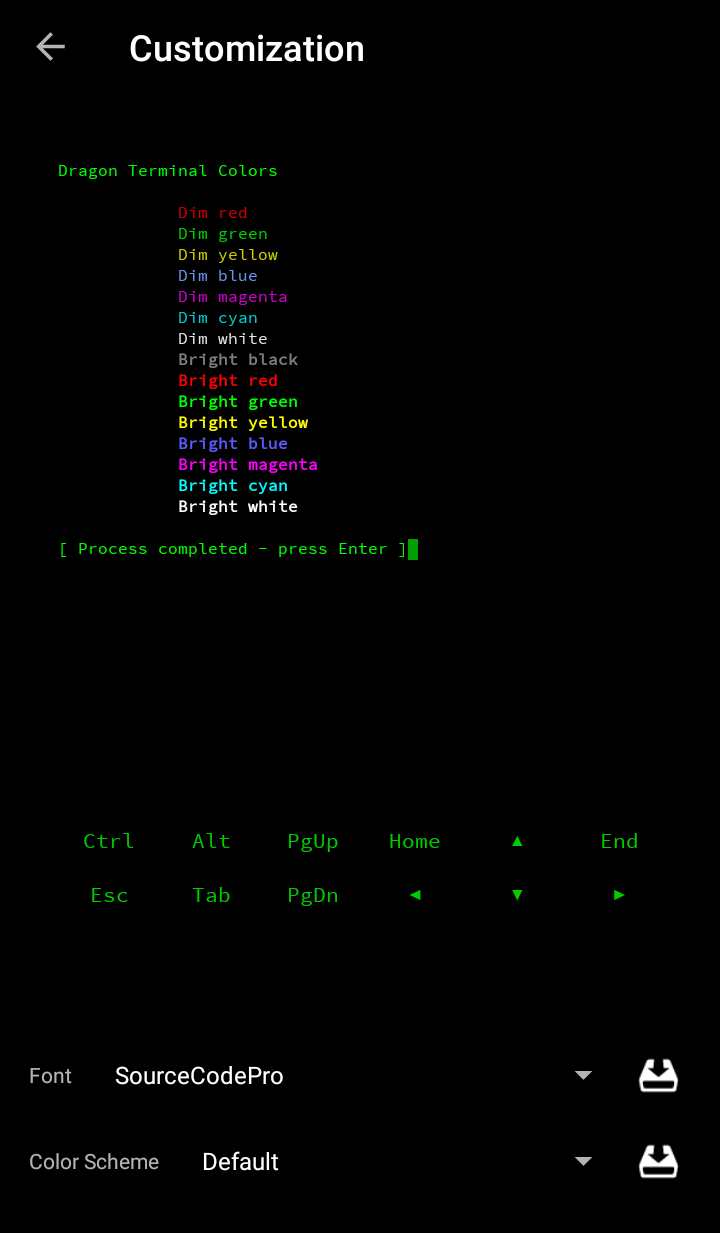 Customization
Dragon Terminal Colors
Dim red
Dim green
Dim yellow
Dim blue
Dim magenta
Dim cyan
Dim white
Bright black
Bright red
Bright green
Bright yellow
Bright blue
Bright magenta
Bright cyan
Bright white
[ Process completed - press Enter ]
Ctrl Alt PgUp Home ▲ End
Esc Tab PgDn ◄ ▼ ►
Font SourceCodePro
Color Scheme Default